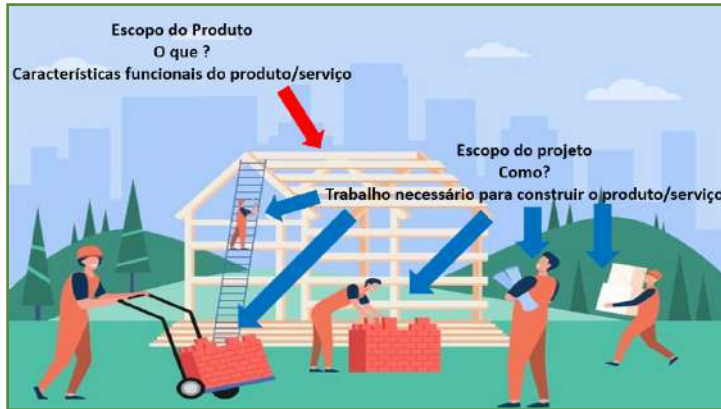 Escopo do Produto
O que ?
Características funcionais do produto/serviço
Escopo do projeto
Como?
Trabalho necessário para construir o produto/serviço